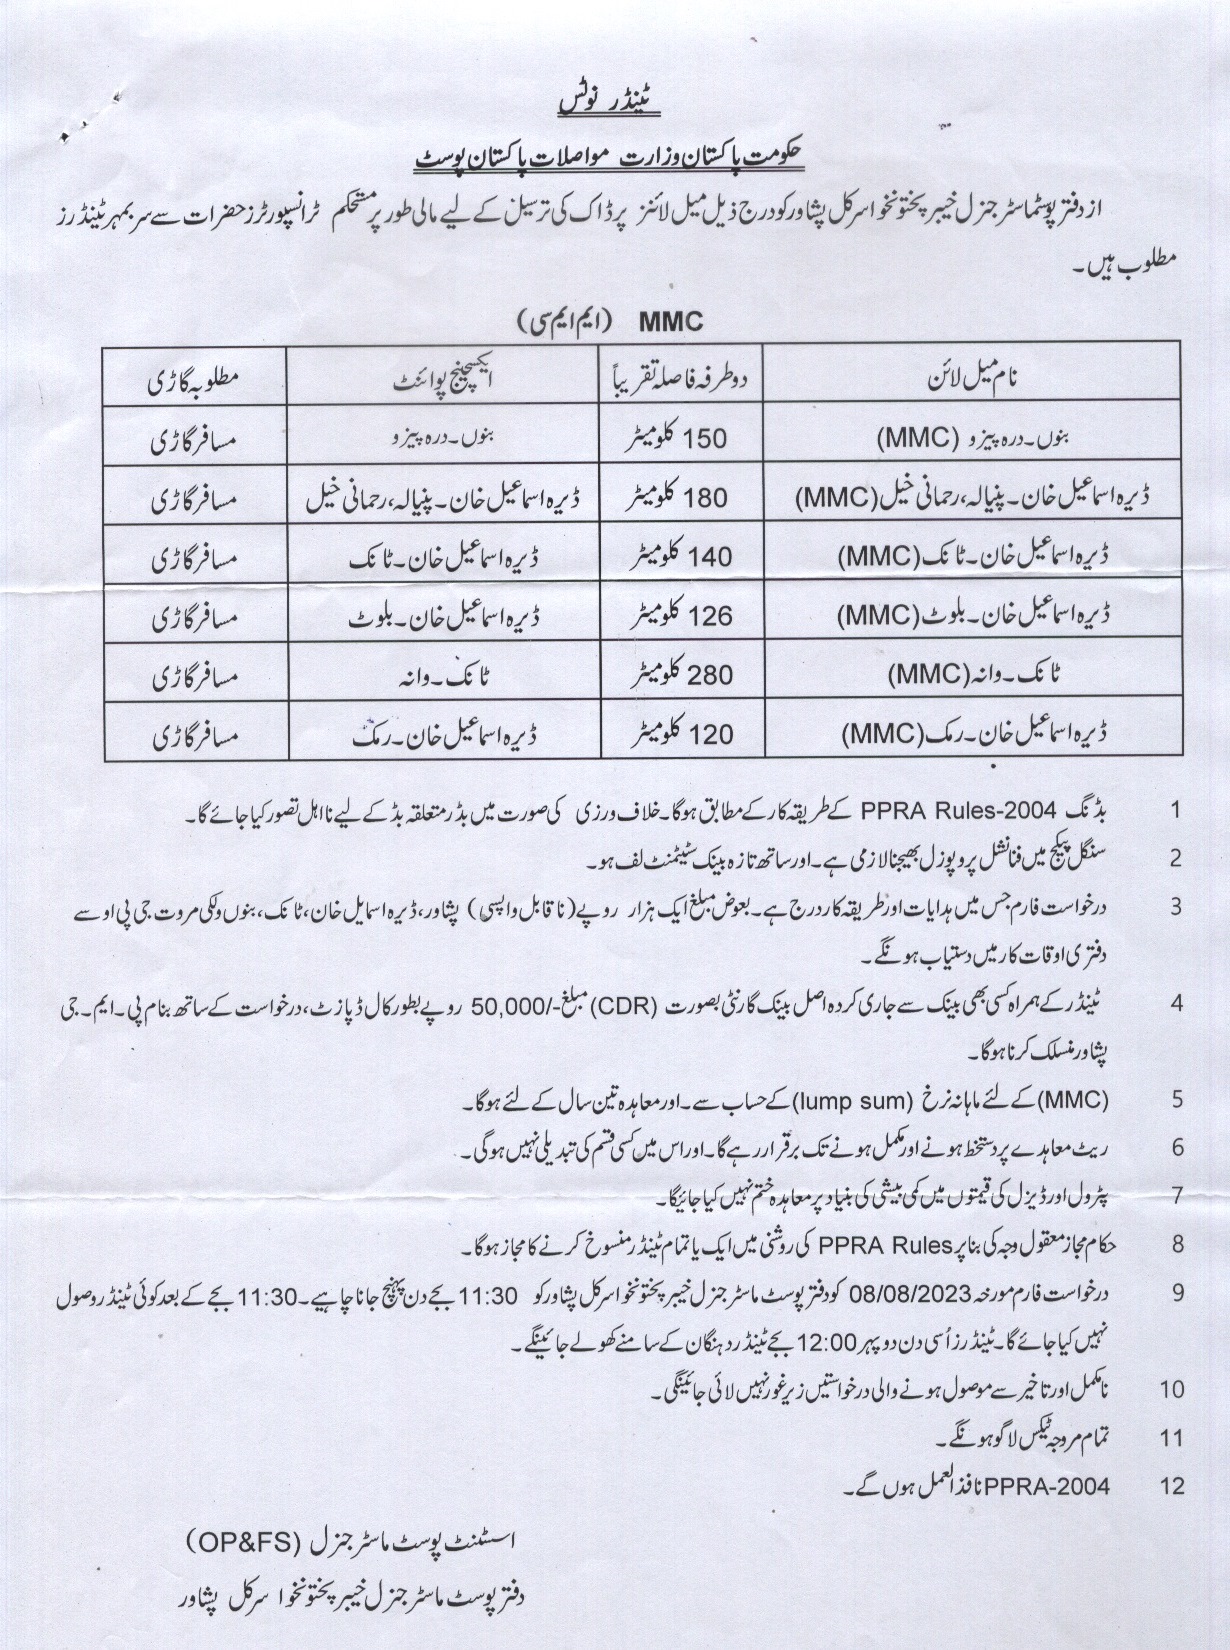 ٹینڈر نوٹس
حکومت پاکستان وزارت مواصلات پاکستان پوسٹ
از دفتر پوسٹماسٹر جنرل خیبر پختونخوا سرکل پشاور کو درج ذیل میل لائنز پر ڈاک کی ترسیل کے لیے مالی طور پر مستحکم ٹرانسپورٹرز حضرات سے سربمہر ٹینڈرز
مطلوب ہیں۔
MMC (ایم ایم سی)
نام میل لائن دو طرفہ فاصلہ تقریباً ایکسچینج پوائنٹ مطلوبہ گاڑی
بنوں۔درہ پیزو (MMC) 150 کلومیٹر بنوں۔درہ پیزو مسافر گاڑی
ڈیرہ اسماعیل خان۔پنیالہ،رحمانی خیل (MMC) 180 کلومیٹر ڈیرہ اسماعیل خان۔پنیالہ،رحمانی خیل مسافر گاڑی
ڈیرہ اسماعیل خان۔ٹانک (MMC) 140 کلومیٹر ڈیرہ اسماعیل خان۔ٹانک مسافر گاڑی
ڈیرہ اسماعیل خان۔بلوٹ (MMC) 126 کلومیٹر ڈیرہ اسماعیل خان۔بلوٹ مسافر گاڑی
ٹانک۔وانہ (MMC) 280 کلومیٹر ٹانک۔وانہ مسافر گاڑی
ڈیرہ اسماعیل خان۔رمک (MMC) 120 کلومیٹر ڈیرہ اسماعیل خان۔رمک مسافر گاڑی
1 بڈنگ PPRA Rules-2004 کے طریقہ کار کے مطابق ہوگا۔خلاف ورزی کی صورت میں بڈر متعلقہ بڈ کے لیے نااہل تصور کیا جائے گا۔
2 سنگل پیکج میں فنانشل پروپوزل بھیجنا لازمی ہے۔اور ساتھ تازہ بینک سٹیٹمنٹ لف ہو۔
3 درخواست فارم جس میں ہدایات اور طریقہ کار درج ہے۔بعوض مبلغ ایک ہزار روپے (ناقابل واپسی) پشاور،ڈیرہ اسمایل خان،ٹانک،بنوں ولکی مروت جی پی او سے
دفتری اوقات کار میں دستیاب ہونگے۔
4 ٹینڈر کے ہمراہ کسی بھی بینک سے جاری کردہ اصل بینک گارنٹی بصورت (CDR) مبلغ -/50,000 روپے بطور کال ڈپازٹ،درخواست کے ساتھ بنام پی۔ایم۔جی
پشاور منسلک کرنا ہوگا۔
5 (MMC) کے لئے ماہانہ نرخ (lump sum) کے حساب سے۔اور معاہدہ تین سال کے لئے ہوگا۔
6 ریٹ معاہدے پر دستخط ہونے اور مکمل ہونے تک برقرار رہے گا۔اور اس میں کسی قسم کی تبدیلی نہیں ہوگی۔
7 پٹرول اور ڈیزل کی قیمتوں میں کمی بیشی کی بنیاد پر معاہدہ ختم نہیں کیا جائیگا۔
8 حکام مجاز معقول وجہ کی بنا پر PPRA Rules کی روشنی میں ایک یا تمام ٹینڈر منسوخ کرنے کا مجاز ہوگا۔
9 درخواست فارم مورخہ 08/08/2023 کو دفتر پوسٹ ماسٹر جنرل خیبر پختونخوا سرکل پشاور کو 11:30 بجے دن پہنچ جانا چاہیے۔11:30 بجے کے بعد کوئی ٹینڈر وصول
نہیں کیا جائے گا۔ٹینڈرز اُسی دن دوپہر 12:00 بجے ٹینڈر دہنگان کے سامنے کھولے جائینگے۔
10 نامکمل اور تاخیر سے موصول ہونے والی درخواستیں زیر غور نہیں لائی جائینگی۔
11 تمام مروجہ ٹیکس لاگو ہونگے۔
12 PPRA-2004 نافذ العمل ہوں گے۔
اسسٹنٹ پوسٹ ماسٹر جنرل (OP&FS)
دفتر پوسٹ ماسٹر جنرل خیبر پختونخوا سرکل پشاور